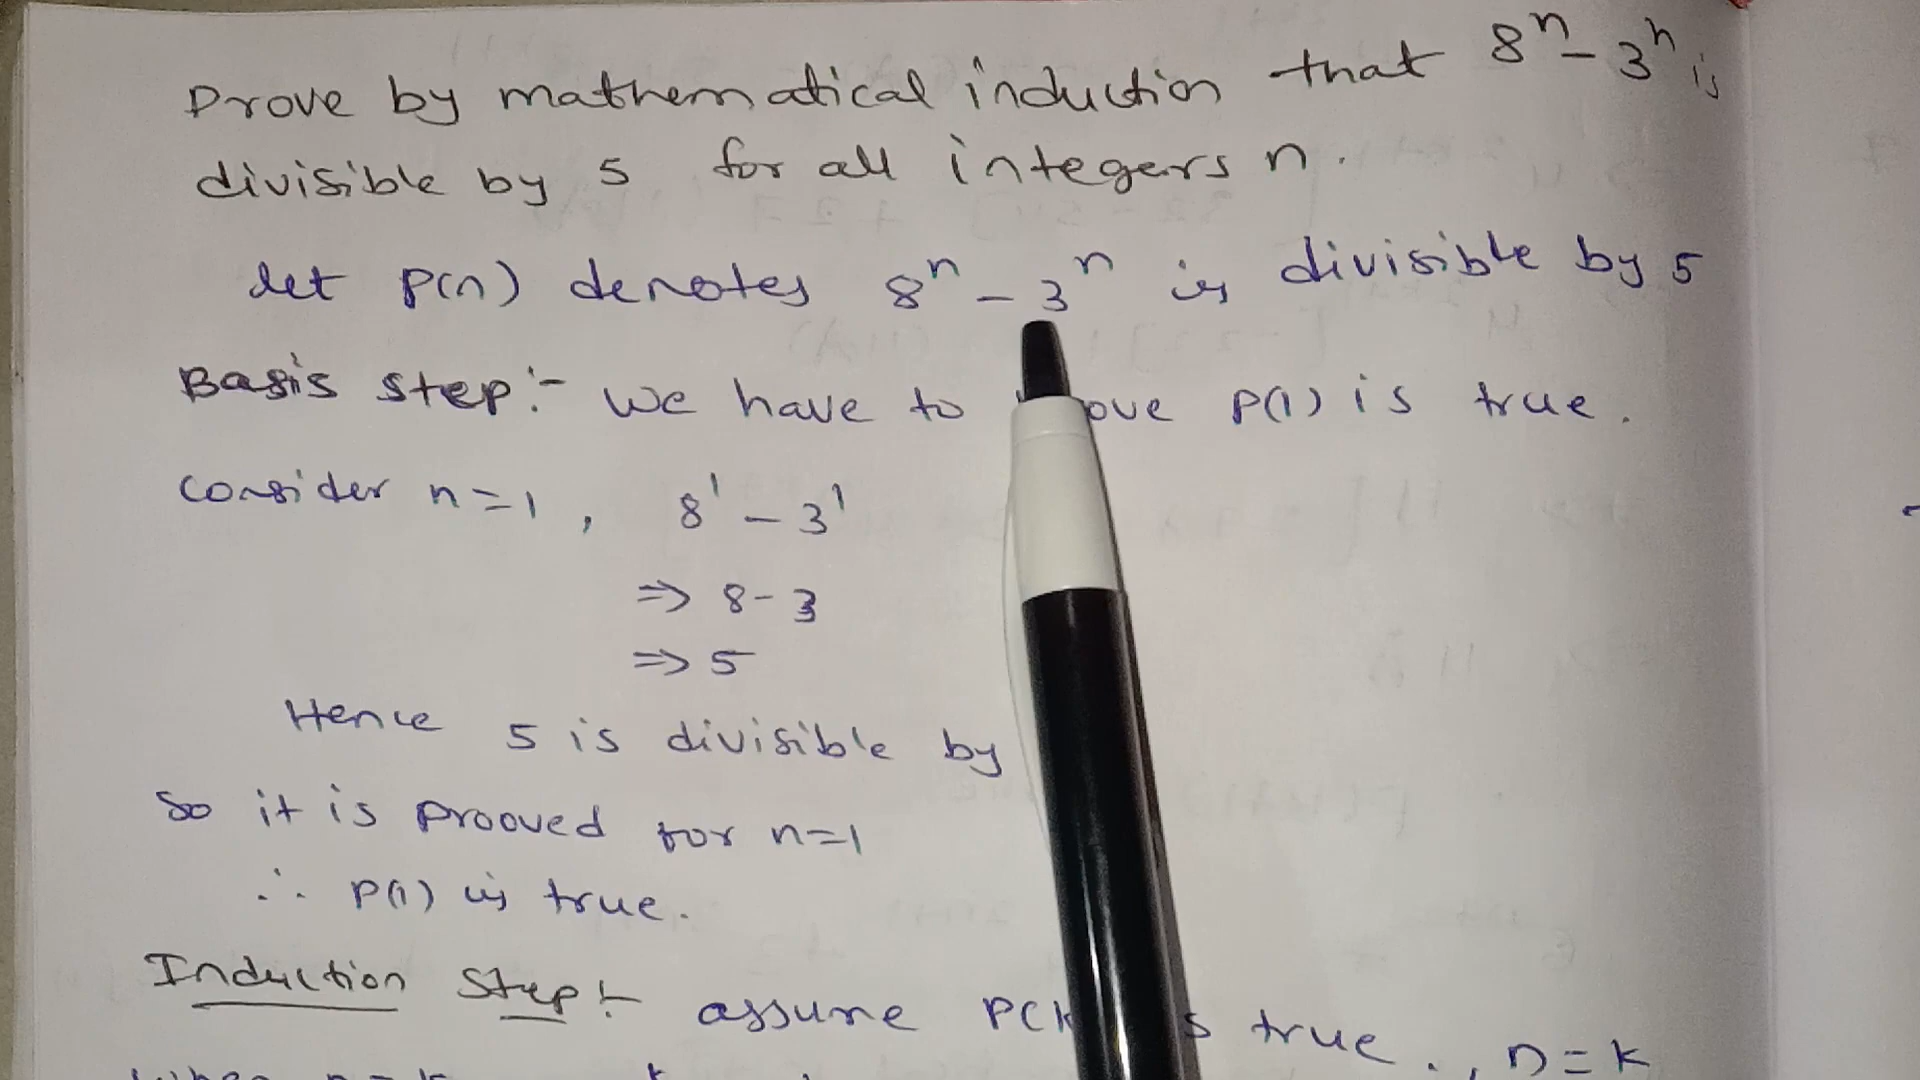 Prove by mathematical induction that 8ⁿ - 3ⁿ is
divisible by 5 for all integers n.
Let P(n) denotes 8ⁿ - 3ⁿ is divisible by 5
Basis step:- We have to P(1) is true.
Consider n=1, 8¹ - 3¹
⇒ 8-3
⇒ 5
Hence 5 is divisible by
So it is prooved for n=1
∴ P(1) is true.
Induction Step:- assume true., n=k